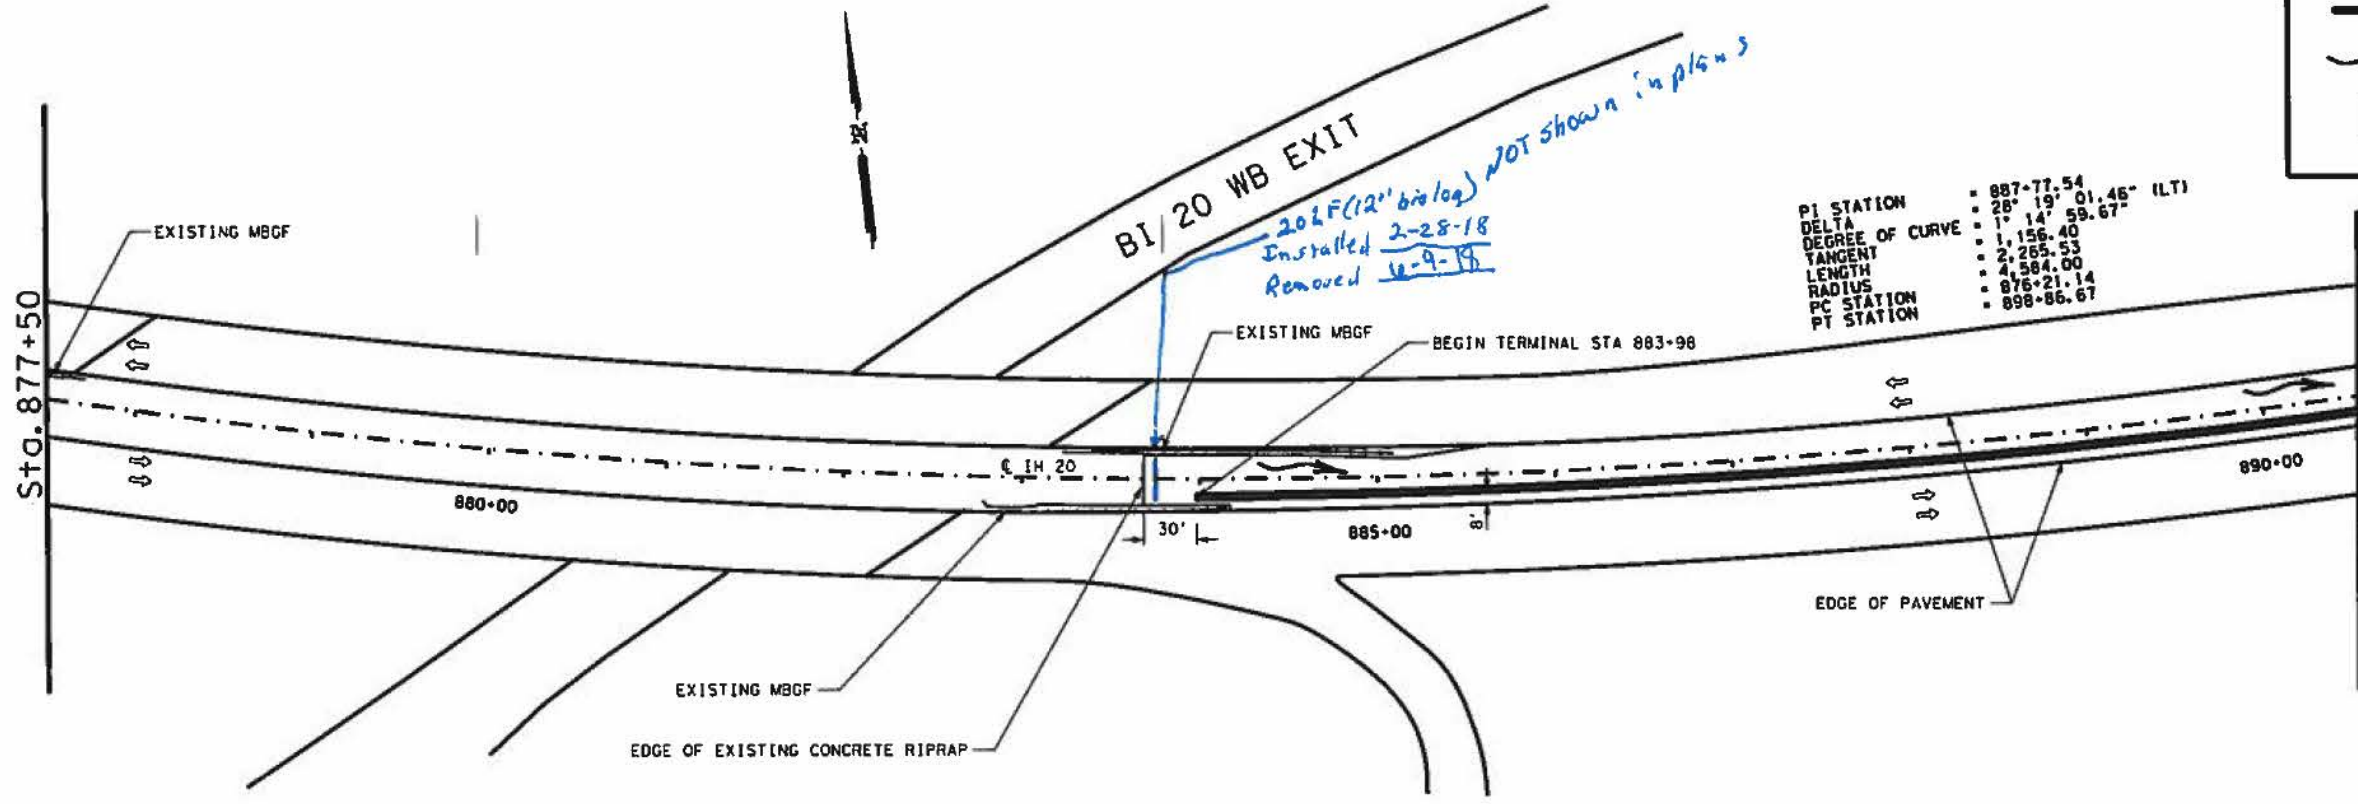 N
BI 20 WB EXIT
20LF (12" biolog) NOT shown in plans
Installed 2-28-18
Removed 6-9-18
PI STATION = 887+77.54
DELTA = 28° 19' 01.46" (LT)
DEGREE OF CURVE = 1° 14' 59.67"
TANGENT = 1,156.40
LENGTH = 2,265.53
RADIUS = 4,584.00
PC STATION = 876+21.14
PT STATION = 898+86.67
EXISTING MBGF
Sta. 877+50
EXISTING MBGF
BEGIN TERMINAL STA 883+98
℄ IH 20
880+00
30'
885+00
8'
890+00
EDGE OF PAVEMENT
EXISTING MBGF
EDGE OF EXISTING CONCRETE RIPRAP